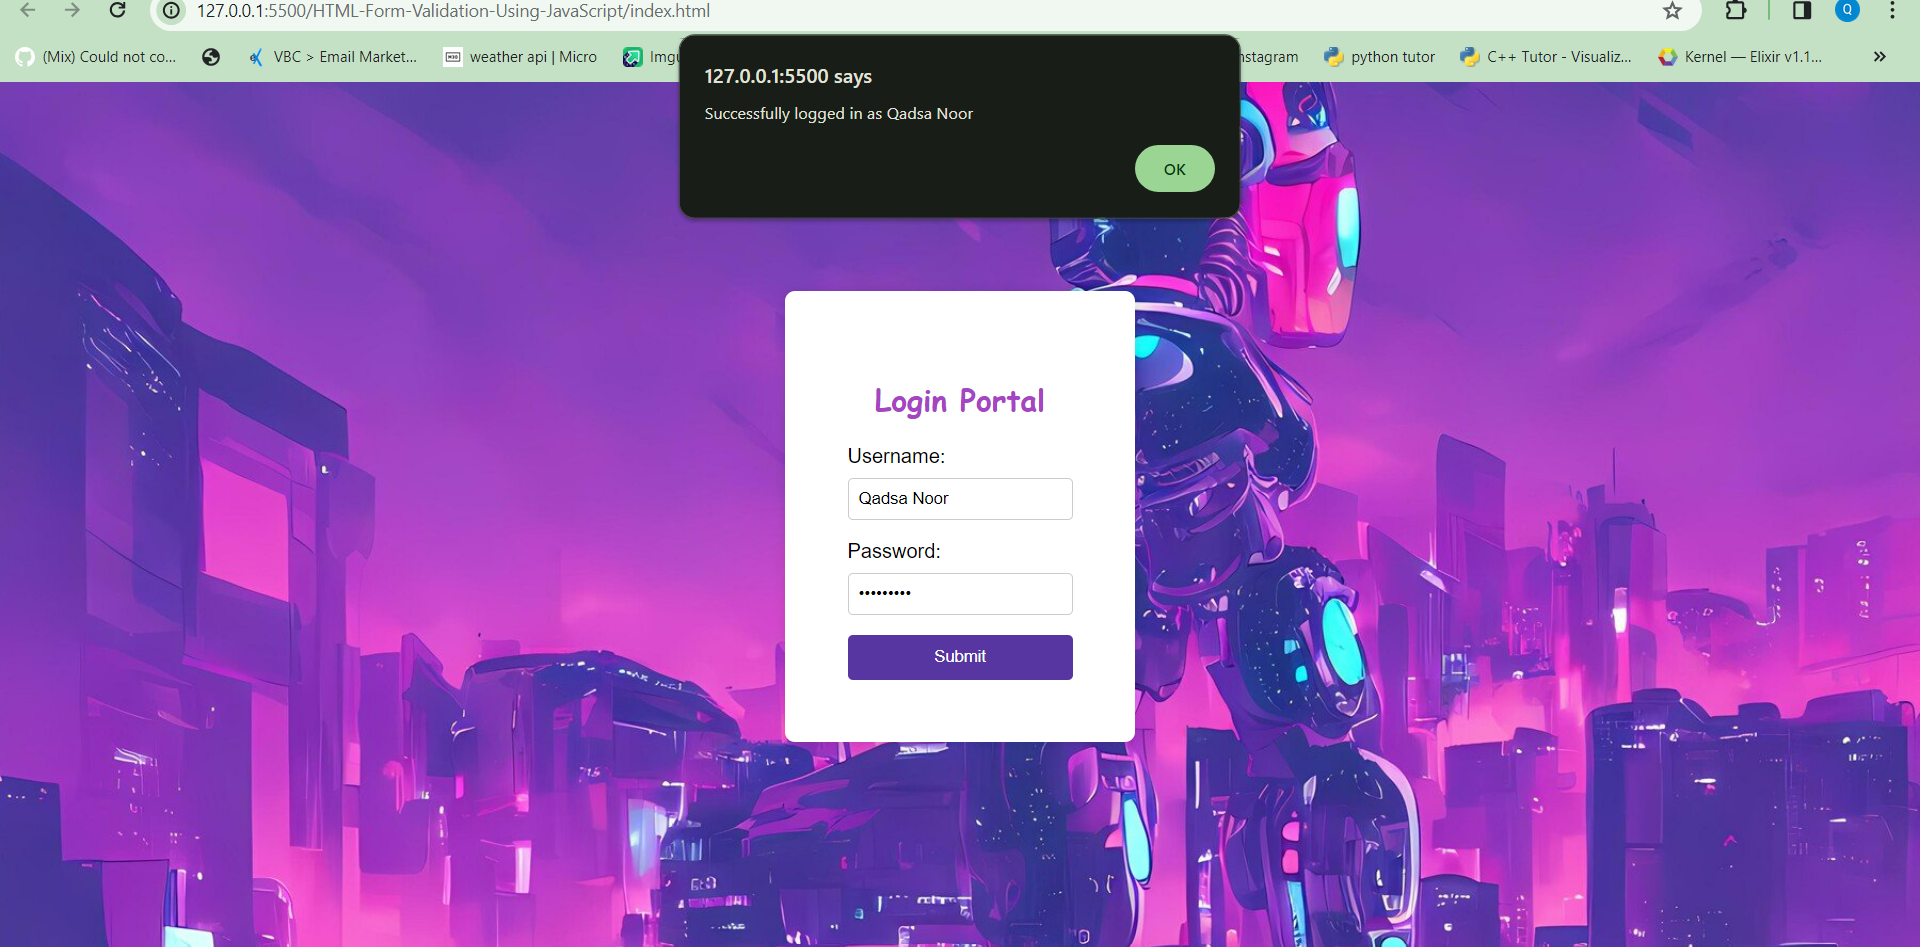 127.0.0.1:5500/HTML-Form-Validation-Using-JavaScript/index.html
Q
(Mix) Could not co...
VBC > Email Market...
weather api | Micro
Imgu
nstagram
python tutor
C++ Tutor - Visualiz...
Kernel — Elixir v1.1...
127.0.0.1:5500 says
Successfully logged in as Qadsa Noor
OK
Login Portal
Username:
Qadsa Noor
Password:
•••••••••
Submit